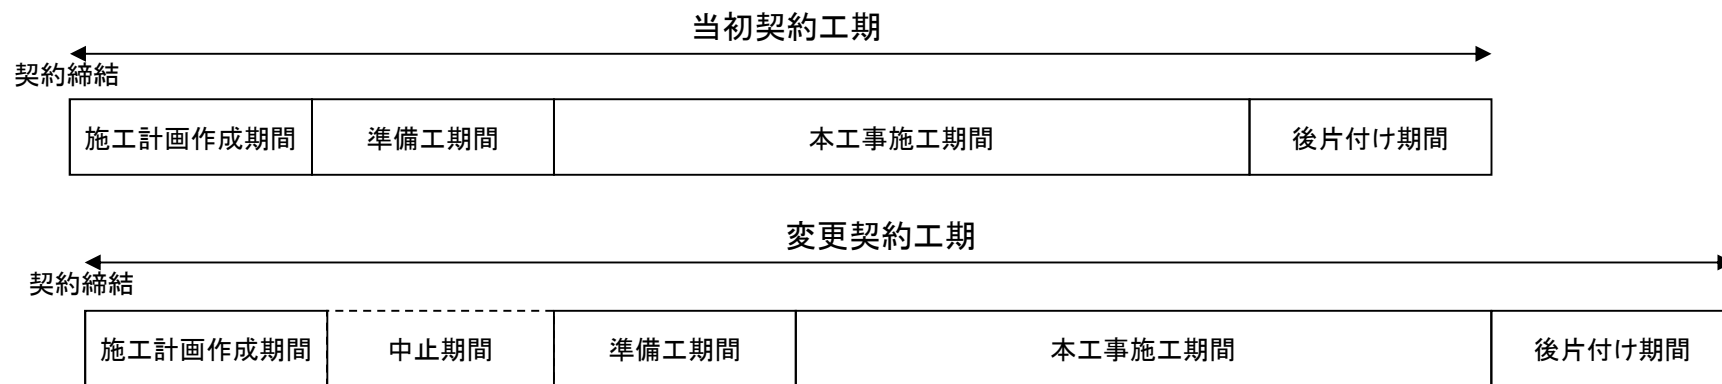 当初契約工期
契約締結
施工計画作成期間 準備工期間 本工事施工期間 後片付け期間
変更契約工期
契約締結
施工計画作成期間 中止期間 準備工期間 本工事施工期間 後片付け期間